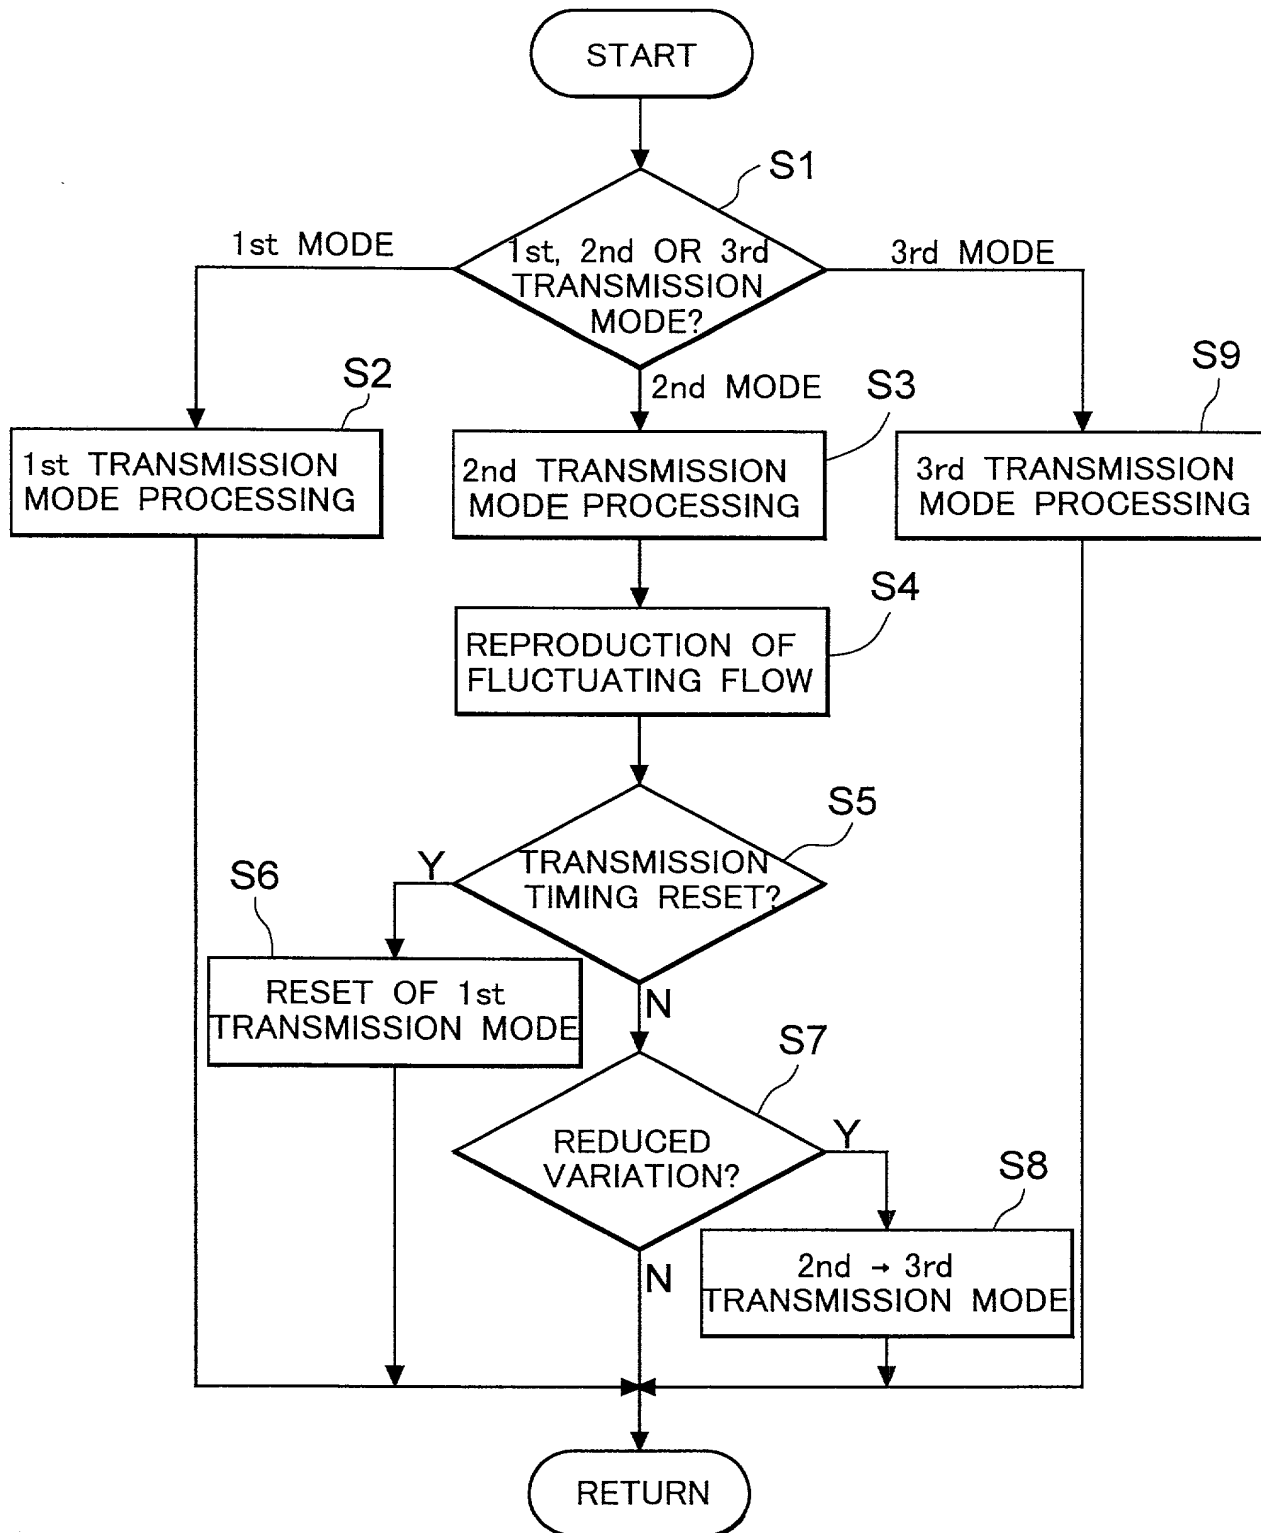 START
S1
1st MODE
1st, 2nd OR 3rd
TRANSMISSION
MODE?
3rd MODE
S2
2nd MODE
S3
S9
1st TRANSMISSION
MODE PROCESSING
2nd TRANSMISSION
MODE PROCESSING
3rd TRANSMISSION
MODE PROCESSING
S4
REPRODUCTION OF
FLUCTUATING FLOW
S5
Y
TRANSMISSION
TIMING RESET?
S6
RESET OF 1st
TRANSMISSION MODE
N
S7
REDUCED
VARIATION?
Y
S8
N
2nd → 3rd
TRANSMISSION MODE
RETURN